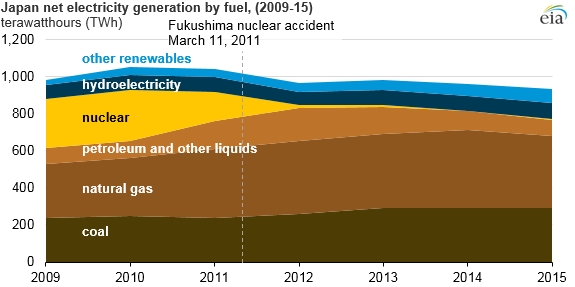 Japan net electricity generation by fuel, (2009-15)
terawatthours (TWh)
eia
Fukushima nuclear accident
March 11, 2011
1,200
1,000
800
600
400
200
0
other renewables
hydroelectricity
nuclear
petroleum and other liquids
natural gas
coal
2009 2010 2011 2012 2013 2014 2015